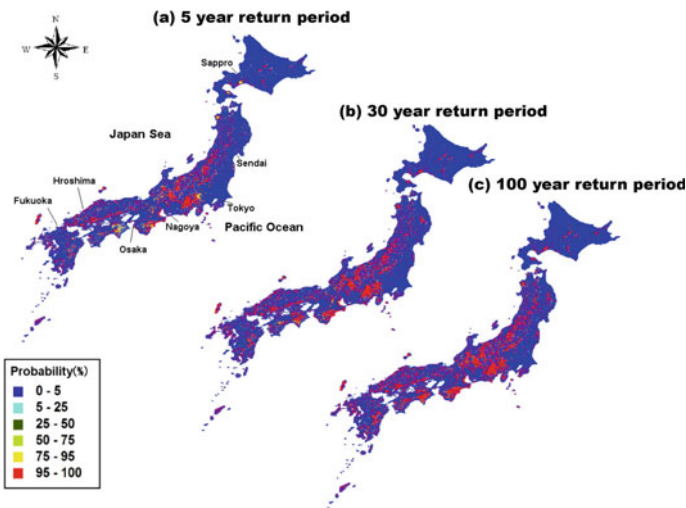 (a) 5 year return period
N
W E
S
Sappro
(b) 30 year return period
Japan Sea
Sendai
(c) 100 year return period
Hroshima
Fukuoka
Tokyo
Nagoya
Pacific Ocean
Osaka
Probability(%)
0 - 5
5 - 25
25 - 50
50 - 75
75 - 95
95 - 100